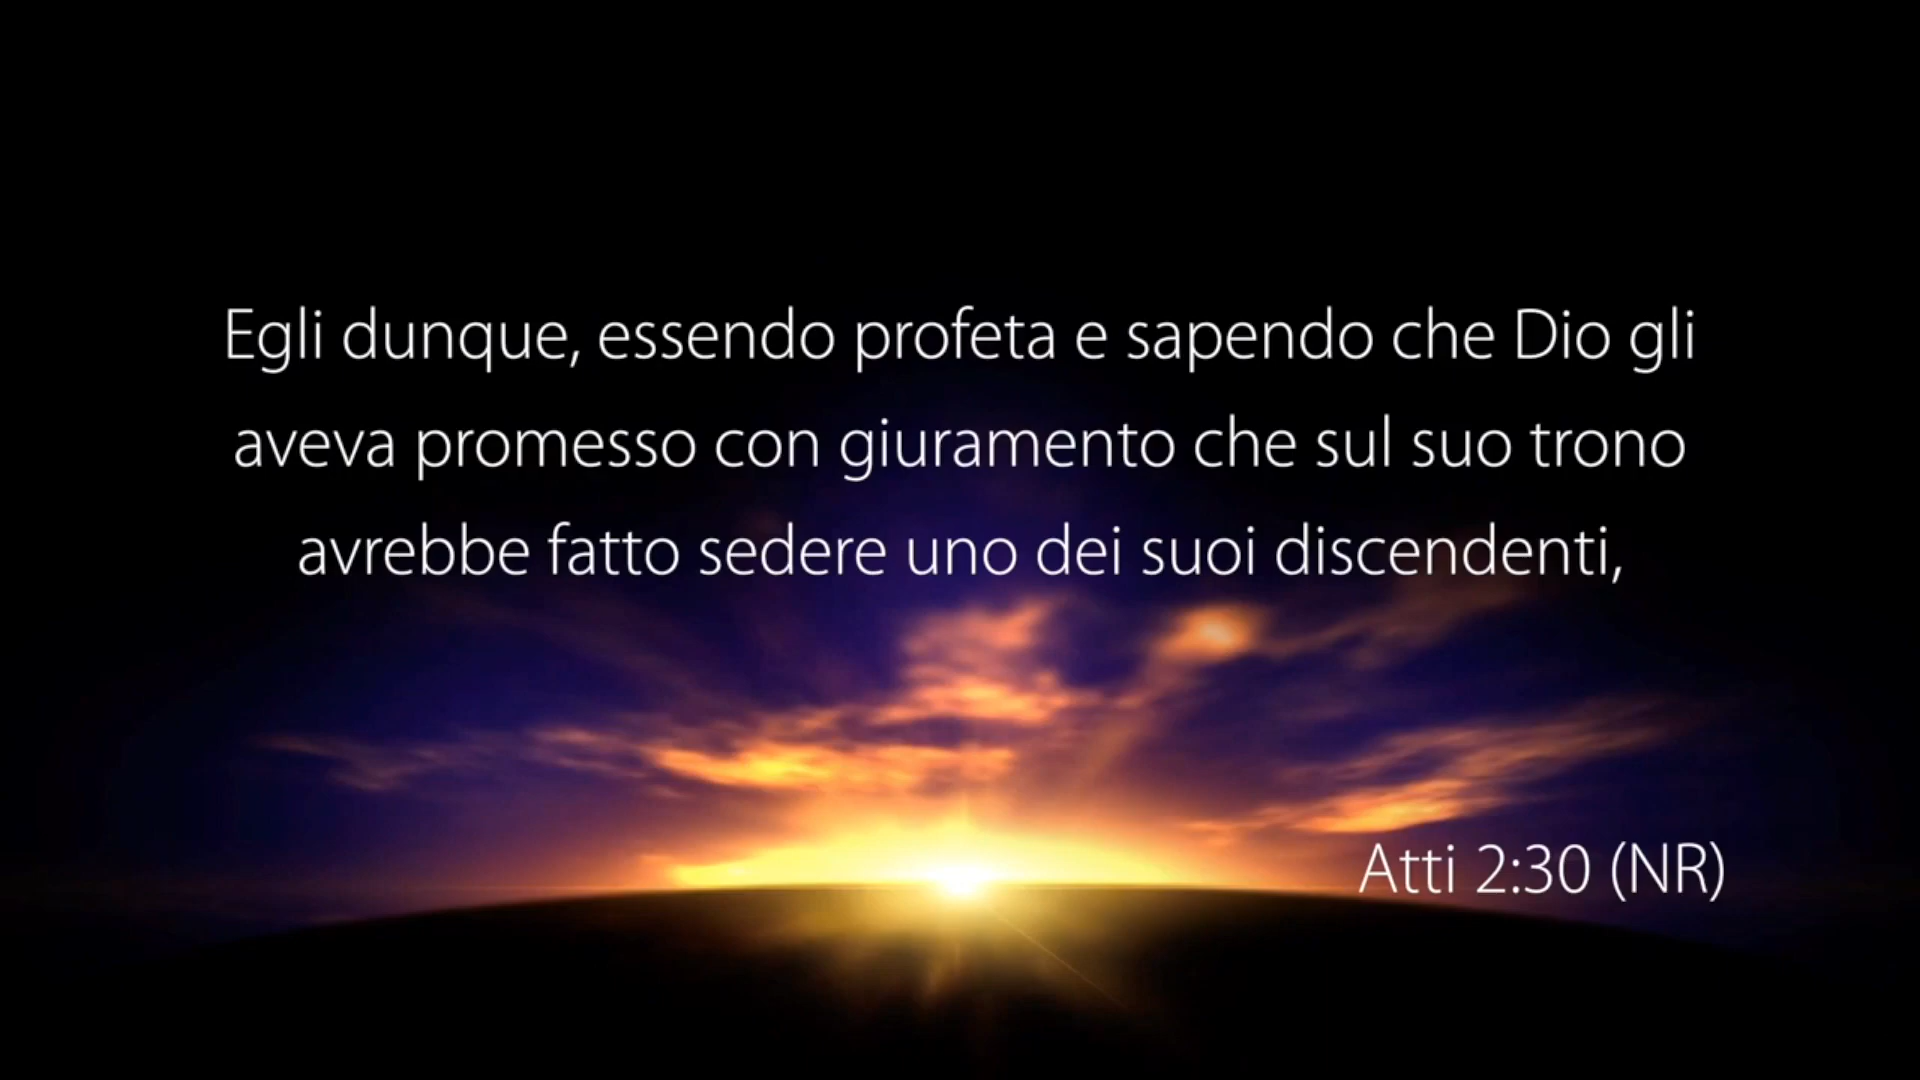 Egli dunque, essendo profeta e sapendo che Dio gli
aveva promesso con giuramento che sul suo trono
avrebbe fatto sedere uno dei suoi discendenti,
Atti 2:30 (NR)